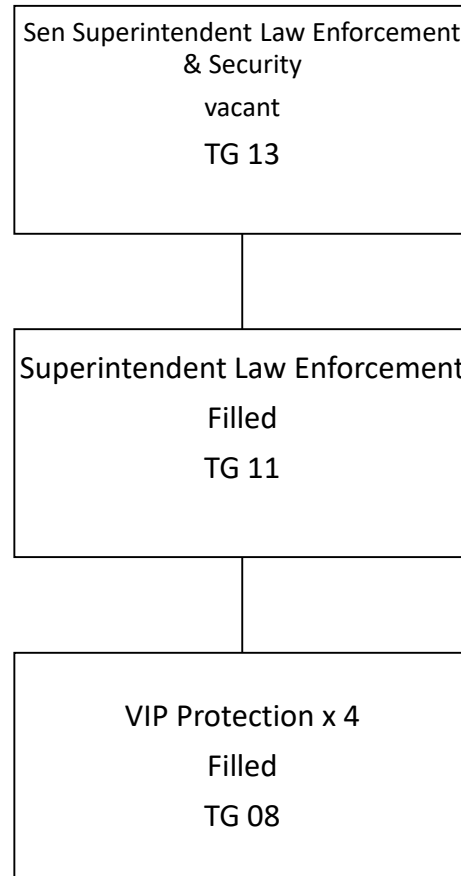 Sen Superintendent Law Enforcement
& Security
vacant
TG 13
Superintendent Law Enforcement
Filled
TG 11
VIP Protection x 4
Filled
TG 08